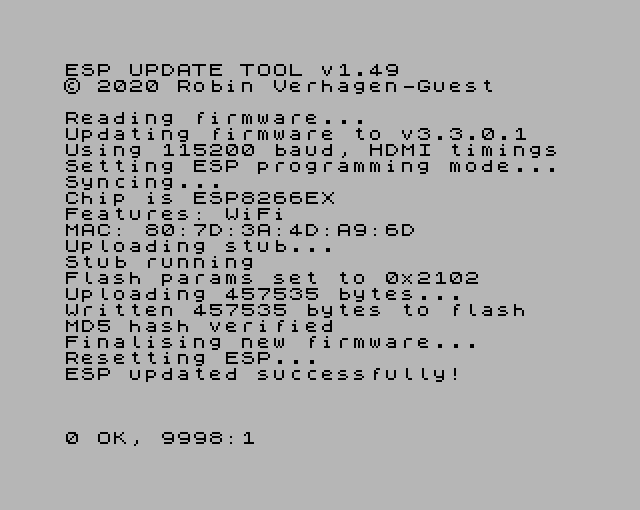 ESP UPDATE TOOL v1.49
© 2020 Robin Verhagen-Guest
Reading firmware...
Updating firmware to v3.3.0.1
Using 115200 baud, HDMI timings
Setting ESP programming mode...
Syncing...
Chip is ESP8266EX
Features: WiFi
MAC: 80:7D:3A:4D:A9:6D
Uploading stub...
Stub running
Flash params set to 0x2102
Uploading 457535 bytes...
Written 457535 bytes to flash
MD5 hash verified
Finalising new firmware...
Resetting ESP...
ESP updated successfully!
0 OK, 9998:1